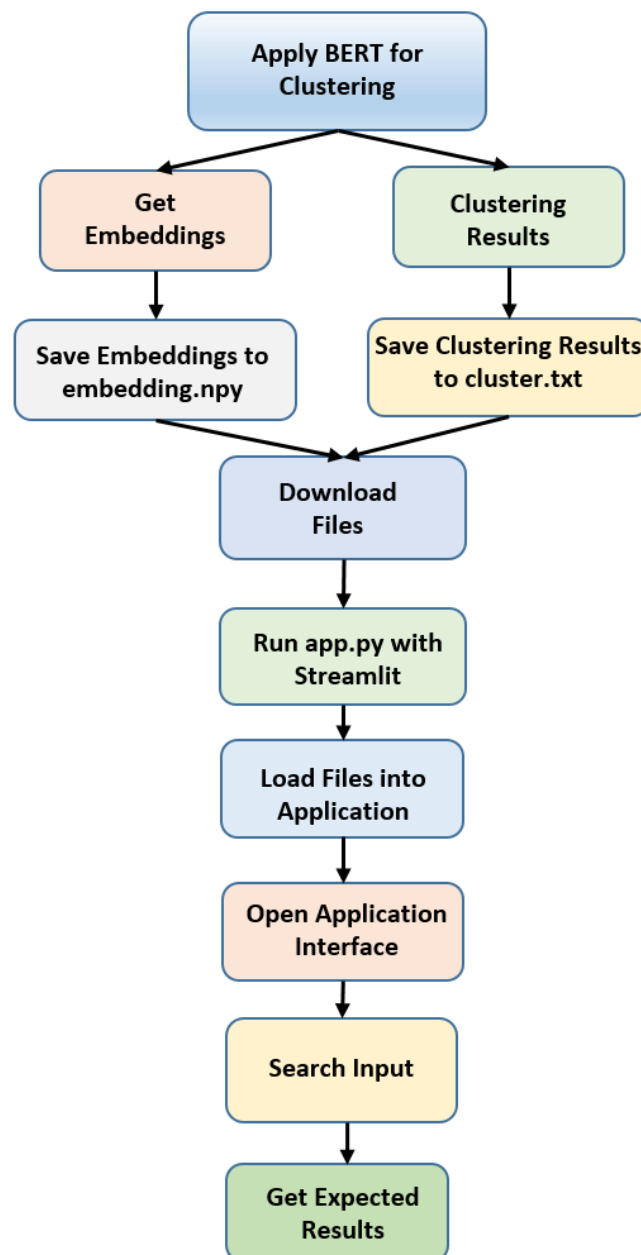 Apply BERT for
Clustering
Get
Embeddings
Clustering
Results
Save Embeddings to
embedding.npy
Save Clustering Results
to cluster.txt
Download
Files
Run app.py with
Streamlit
Load Files into
Application
Open Application
Interface
Search Input
Get Expected
Results